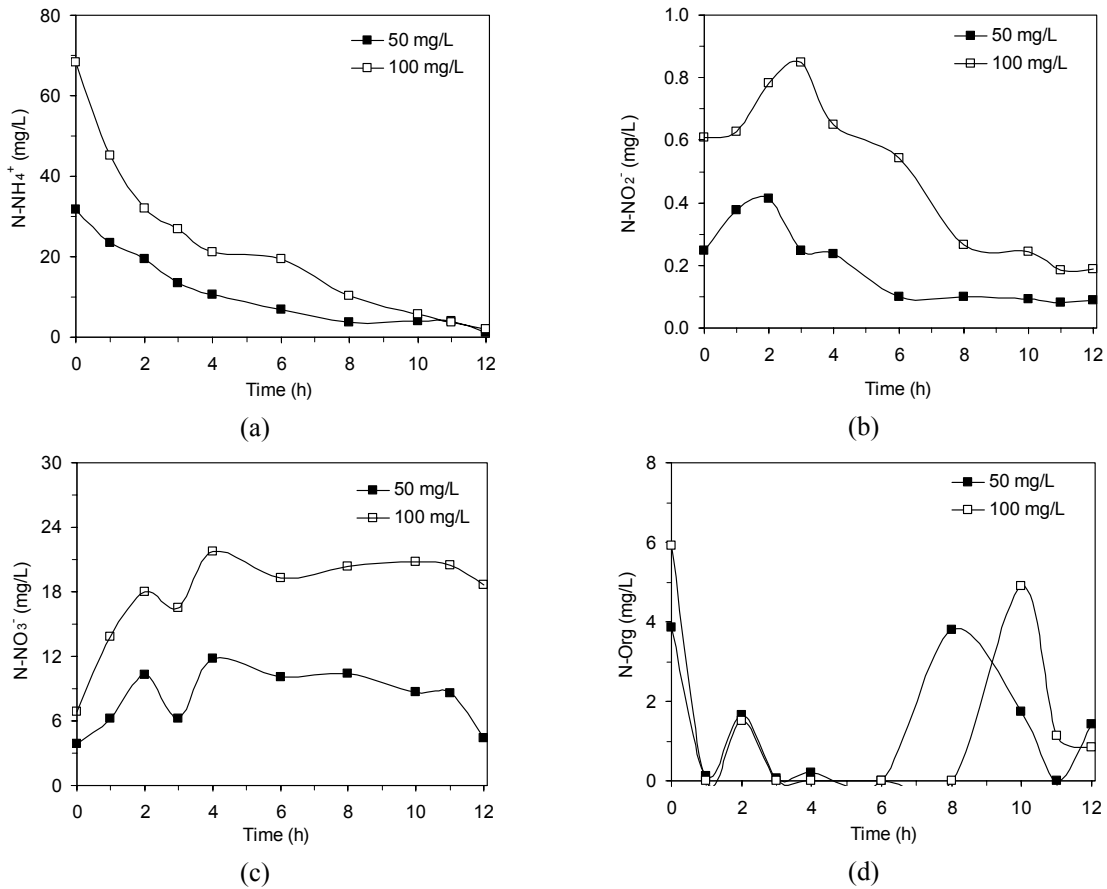 80
60
40
20
0
N-NH₄⁺ (mg/L)
50 mg/L
100 mg/L
0 2 4 6 8 10 12
Time (h)
(a)
1.0
0.8
0.6
0.4
0.2
0.0
N-NO₂⁻ (mg/L)
50 mg/L
100 mg/L
0 2 4 6 8 10 12
Time (h)
(b)
30
24
18
12
6
0
N-NO₃⁻ (mg/L)
50 mg/L
100 mg/L
0 2 4 6 8 10 12
Time (h)
(c)
8
6
4
2
0
N-Org (mg/L)
50 mg/L
100 mg/L
0 2 4 6 8 10 12
Time (h)
(d)